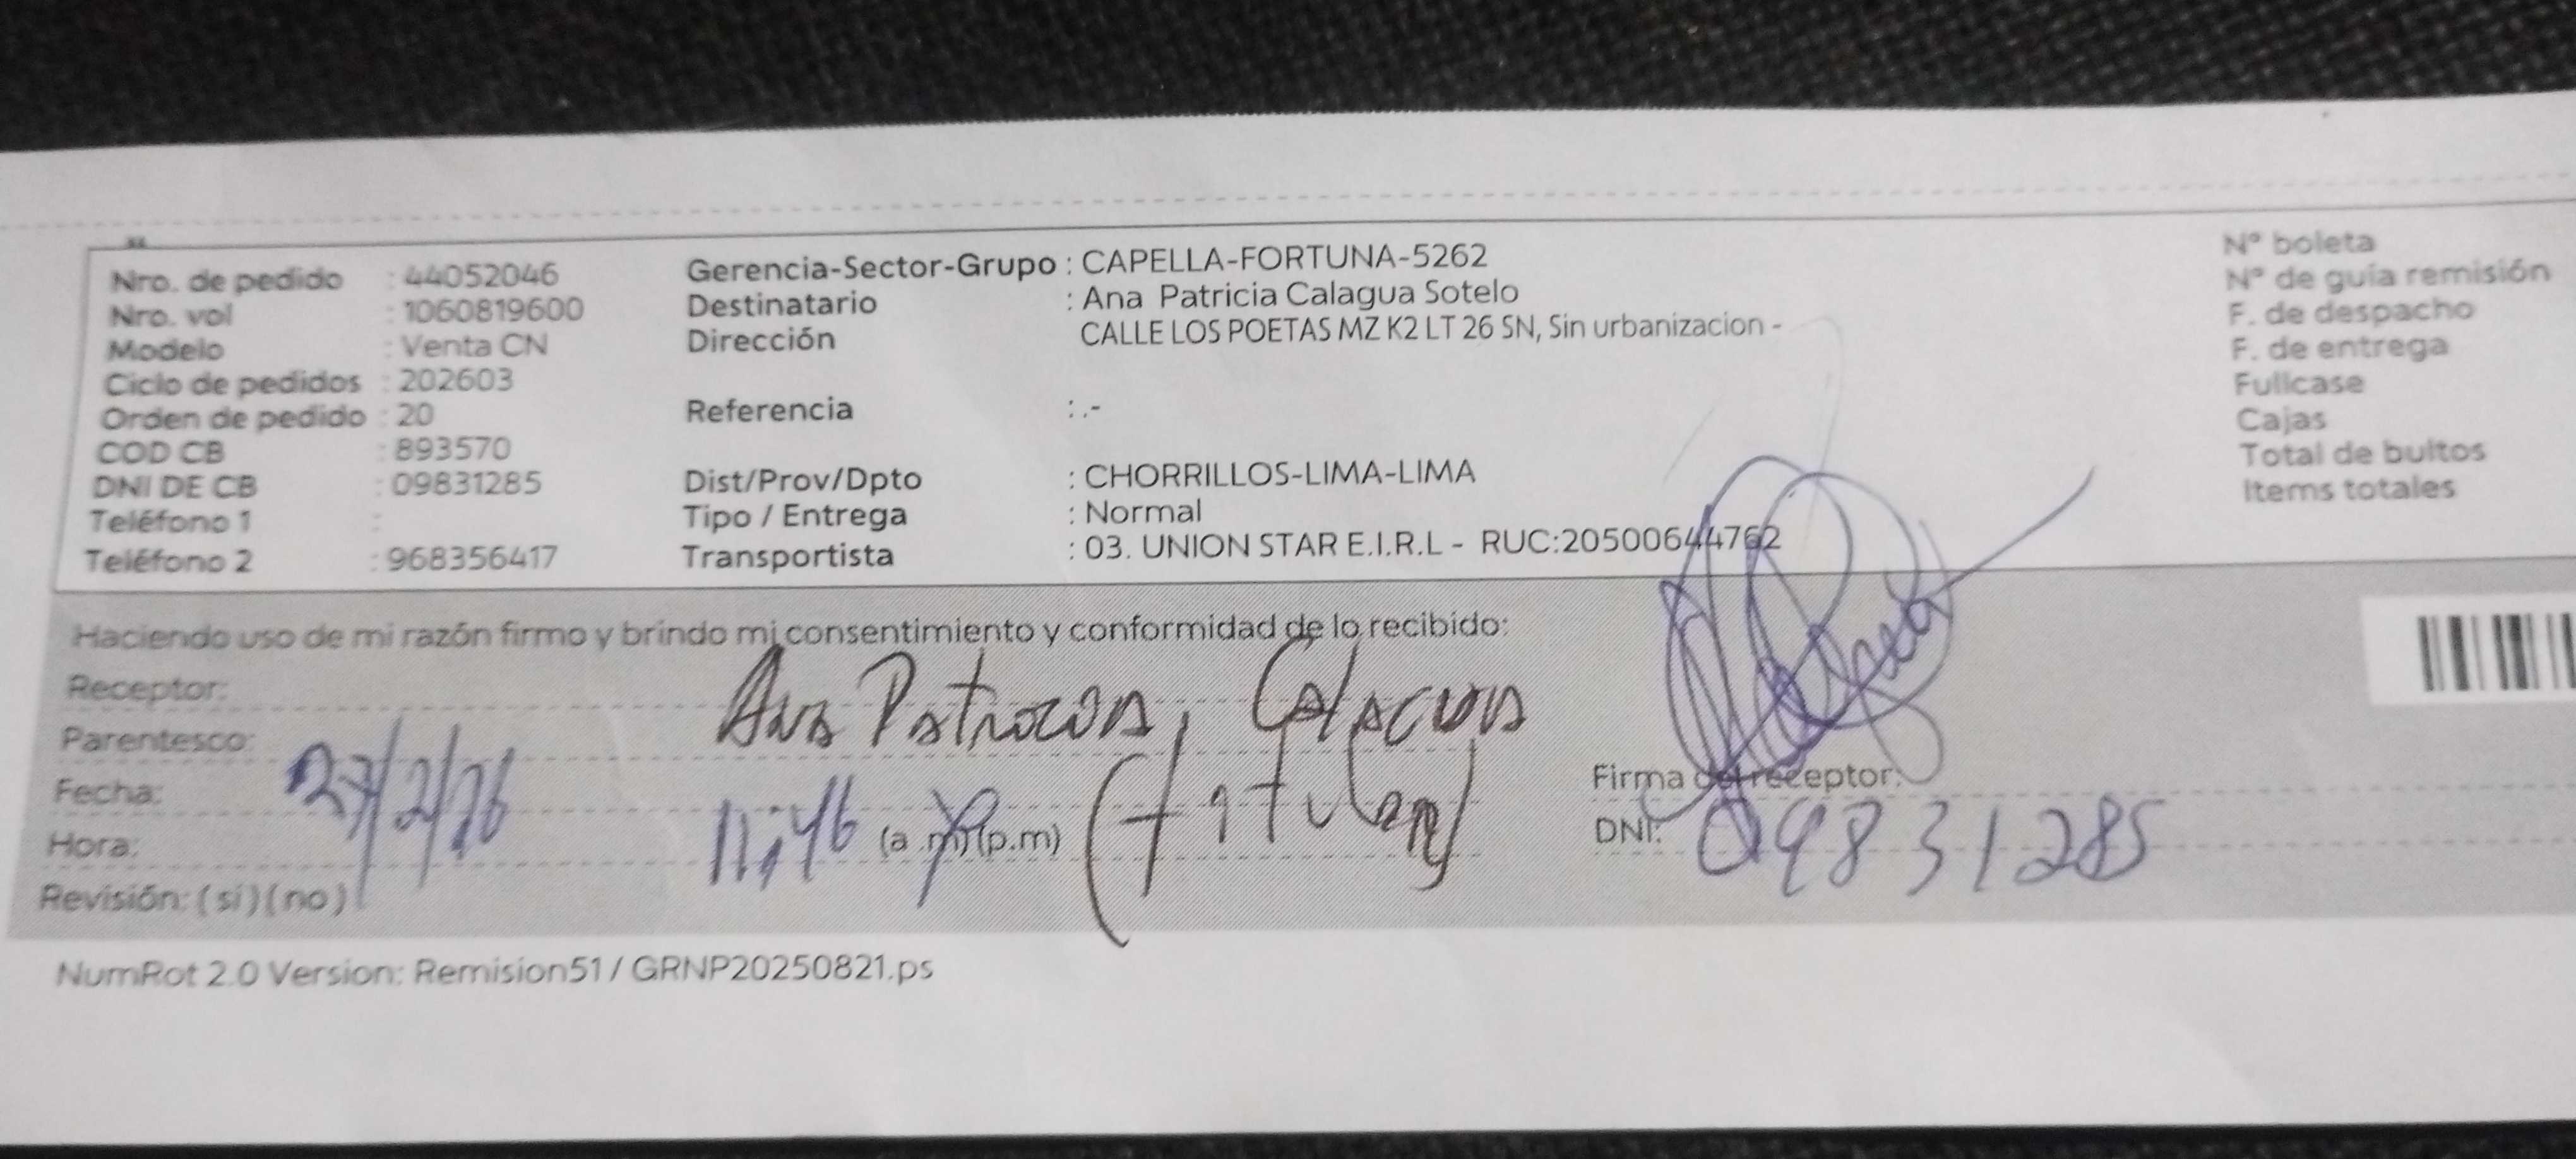 Nro. de pedido : 44052046
Nro. vol : 1060819600
Modelo : Venta CN
Ciclo de pedidos : 202603
Orden de pedido : 20
COD CB : 893570
DNI DE CB : 09831285
Teléfono 1 :
Teléfono 2 : 968356417
Gerencia-Sector-Grupo : CAPELLA-FORTUNA-5262
Destinatario : Ana Patricia Calagua Sotelo
Dirección CALLE LOS POETAS MZ K2 LT 26 SN, Sin urbanizacion -
Referencia : .-
Dist/Prov/Dpto : CHORRILLOS-LIMA-LIMA
Tipo / Entrega : Normal
Transportista : 03. UNION STAR E.I.R.L - RUC:20500644762
N° boleta
N° de guía remisión
F. de despacho
F. de entrega
Fullcase
Cajas
Total de bultos
Items totales
Haciendo uso de mi razón firmo y brindo mi consentimiento y conformidad de lo recibido:
Receptor: Ana Patricia, Calagua
Parentesco: (titular)
Fecha: 27/2/26
Hora: 11:46 (a.m) (p.m)
Revisión: (si) (no)
Firma del receptor:
DNI: 09831285
NumRot 2.0 Version: Remision51 / GRNP20250821.ps